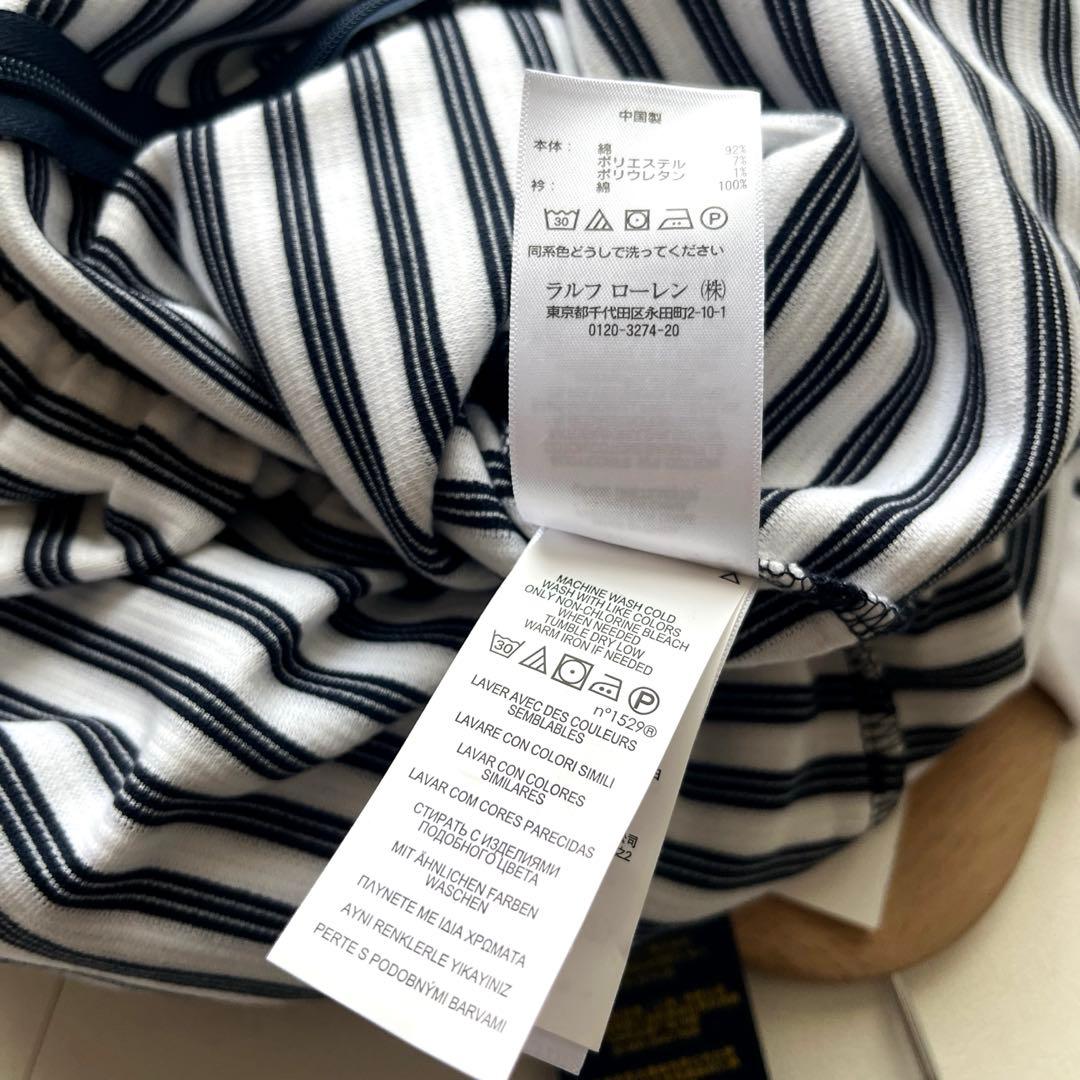 中国製
本体: 綿 92%
ポリエステル 7%
ポリウレタン 1%
衿: 綿 100%
30 P
同系色どうしで洗ってください
ラルフ ローレン (株)
東京都千代田区永田町2-10-1
0120-3274-20
MACHINE WASH COLD
WASH WITH LIKE COLORS
ONLY NON-CHLORINE BLEACH
WHEN NEEDED
TUMBLE DRY LOW
WARM IRON IF NEEDED
30 P
n°1529®
LAVER AVEC DES COULEURS
SEMBLABLES
LAVARE CON COLORI SIMILI
LAVAR CON COLORES
SIMILARES
LAVAR COM CORES PARECIDAS
СТИРАТЬ С ИЗДЕЛИЯМИ
ПОДОБНОГО ЦВЕТА
MIT ÄHNLICHEN FARBEN
WASCHEN
ΠΛΥΝΕΤΕ ΜΕ ΙΔΙΑ ΧΡΩΜΑΤΑ
AYNI RENKLERLE YIKAYINIZ
PERTE S PODOBNÝMI BARVAMI
公司
之2